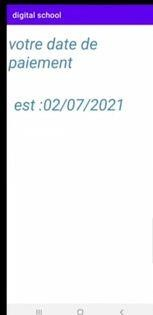 digital school
votre date de
paiement
est :02/07/2021